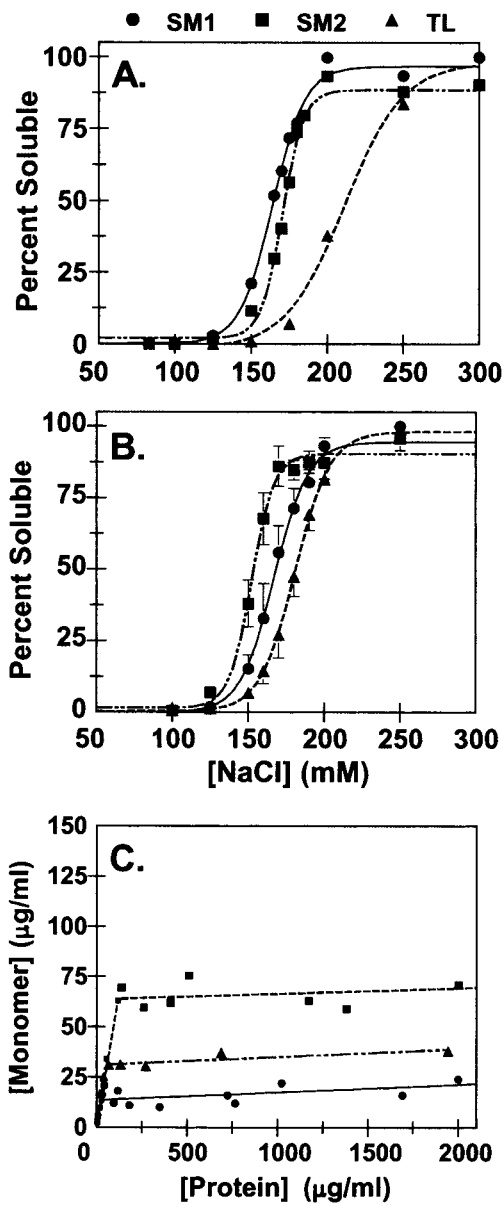 SM1 SM2 TL
A.
Percent Soluble
100
75
50
25
0
50 100 150 200 250 300
B.
Percent Soluble
100
75
50
25
0
50 100 150 200 250 300
[NaCl] (mM)
C.
[Monomer] (µg/ml)
150
125
100
75
50
25
0
0 500 1000 1500 2000
[Protein] (µg/ml)